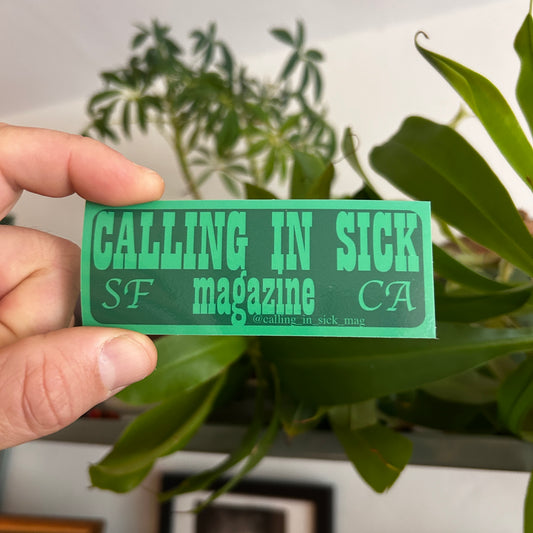 CALLING IN SICK
SF magazine CA
@calling_in_sick_mag